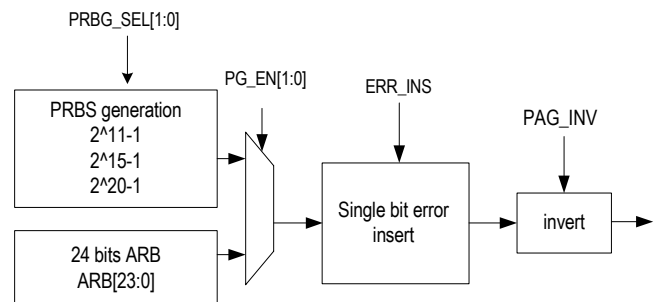 PRBG_SEL[1:0]
PG_EN[1:0]
ERR_INS
PAG_INV
PRBS generation
2^11-1
2^15-1
2^20-1
Single bit error
insert
invert
24 bits ARB
ARB[23:0]